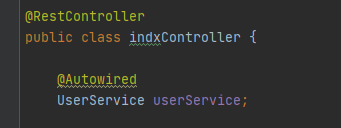 @RestController
public class indxController {
@Autowired
UserService userService;